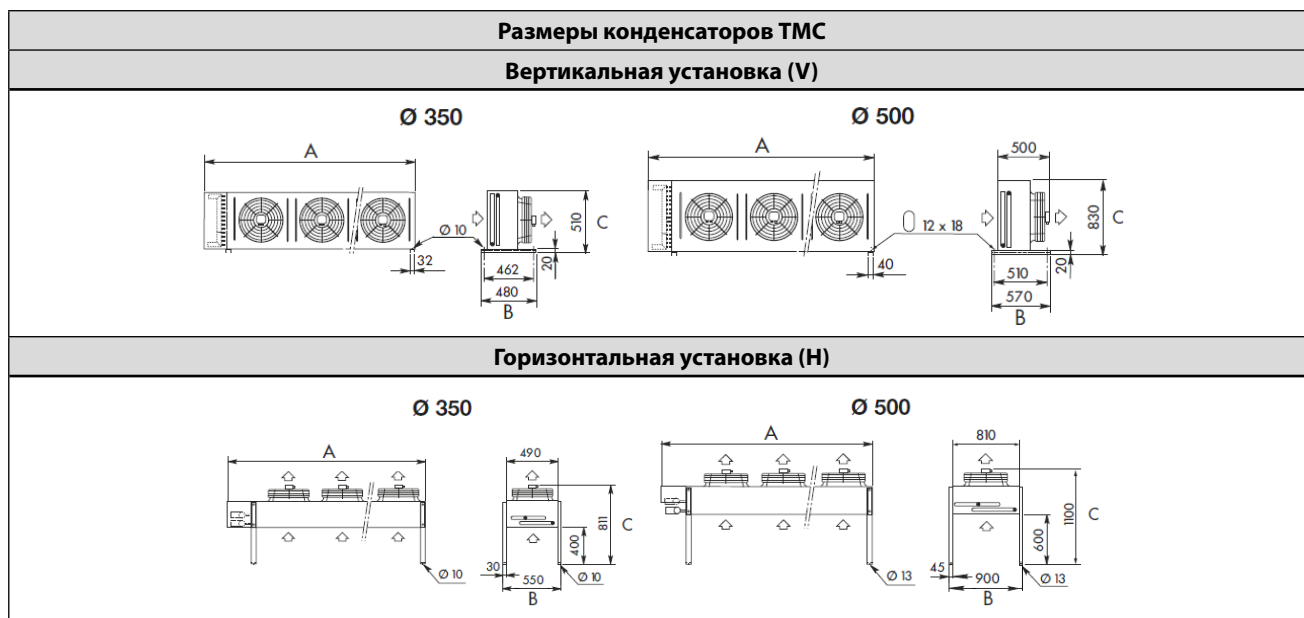 Размеры конденсаторов ТМС
Вертикальная установка (V)
Ø 350
Ø 500
A
Ø 10
32
510
C
20
462
480
B
A
12 x 18
40
500
830
C
20
510
570
B
Горизонтальная установка (H)
Ø 350
Ø 500
A
Ø 10
490
811
C
400
30
550
Ø 10
B
A
Ø 13
810
1100
C
600
45
900
Ø 13
B